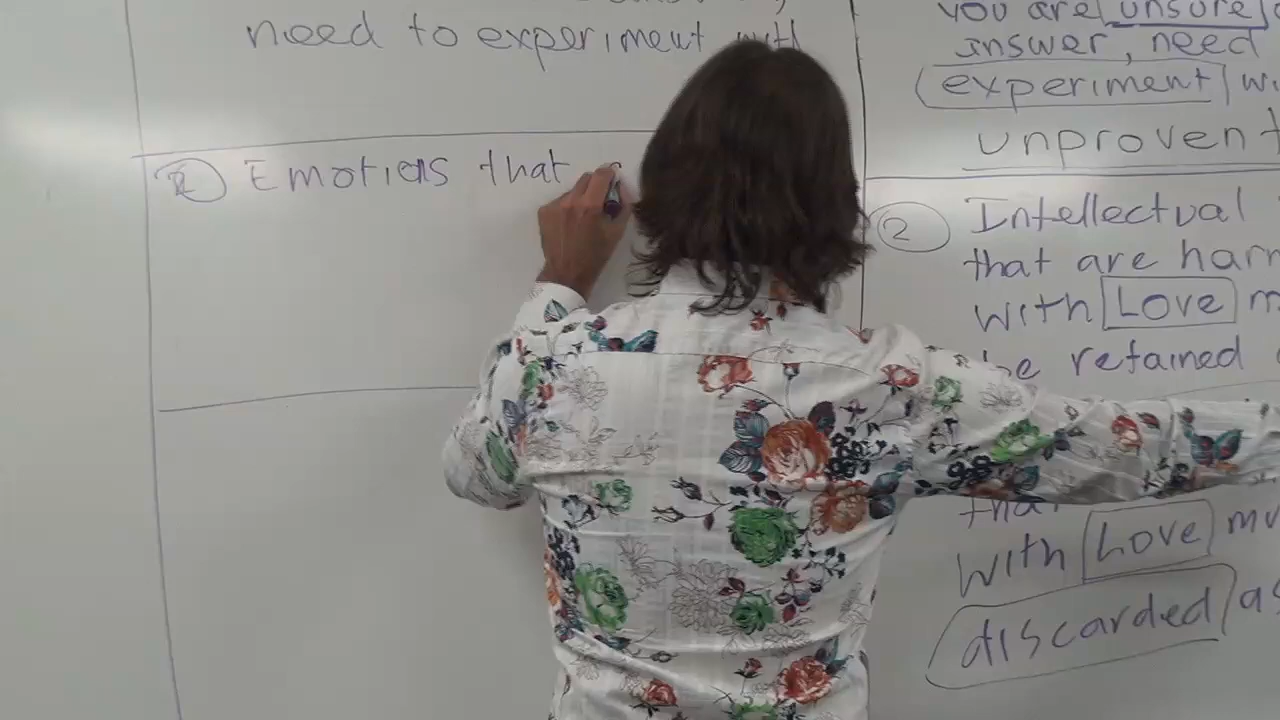 need to experiment with
② Emotions that
you are unsure
answer, need
experiment
unproven
② Intellectual
that are
with Love
be retained
that
with Love
discarded as